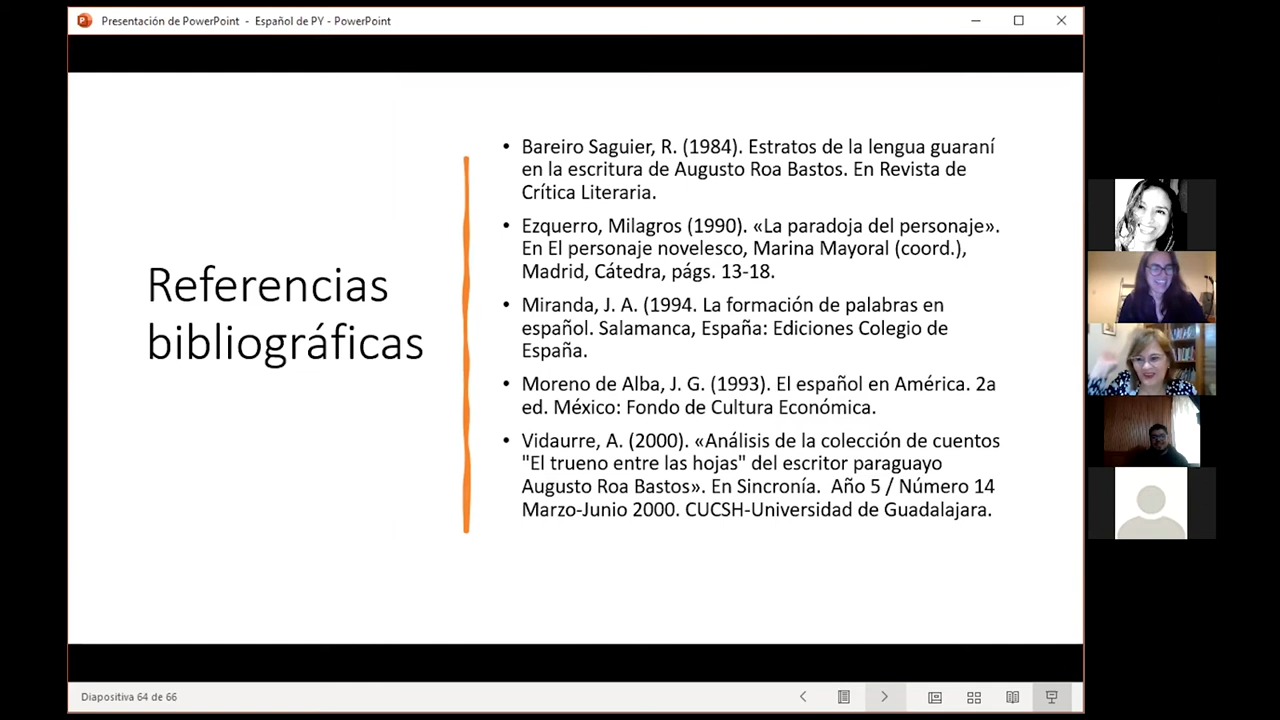 Presentación de PowerPoint - Español de PY - PowerPoint
Referencias
bibliográficas
• Bareiro Saguier, R. (1984). Estratos de la lengua guaraní
en la escritura de Augusto Roa Bastos. En Revista de
Crítica Literaria.
• Ezquerro, Milagros (1990). «La paradoja del personaje».
En El personaje novelesco, Marina Mayoral (coord.),
Madrid, Cátedra, págs. 13-18.
• Miranda, J. A. (1994. La formación de palabras en
español. Salamanca, España: Ediciones Colegio de
España.
• Moreno de Alba, J. G. (1993). El español en América. 2a
ed. México: Fondo de Cultura Económica.
• Vidaurre, A. (2000). «Análisis de la colección de cuentos
"El trueno entre las hojas" del escritor paraguayo
Augusto Roa Bastos». En Sincronía. Año 5 / Número 14
Marzo-Junio 2000. CUCSH-Universidad de Guadalajara.
Diapositiva 64 de 66